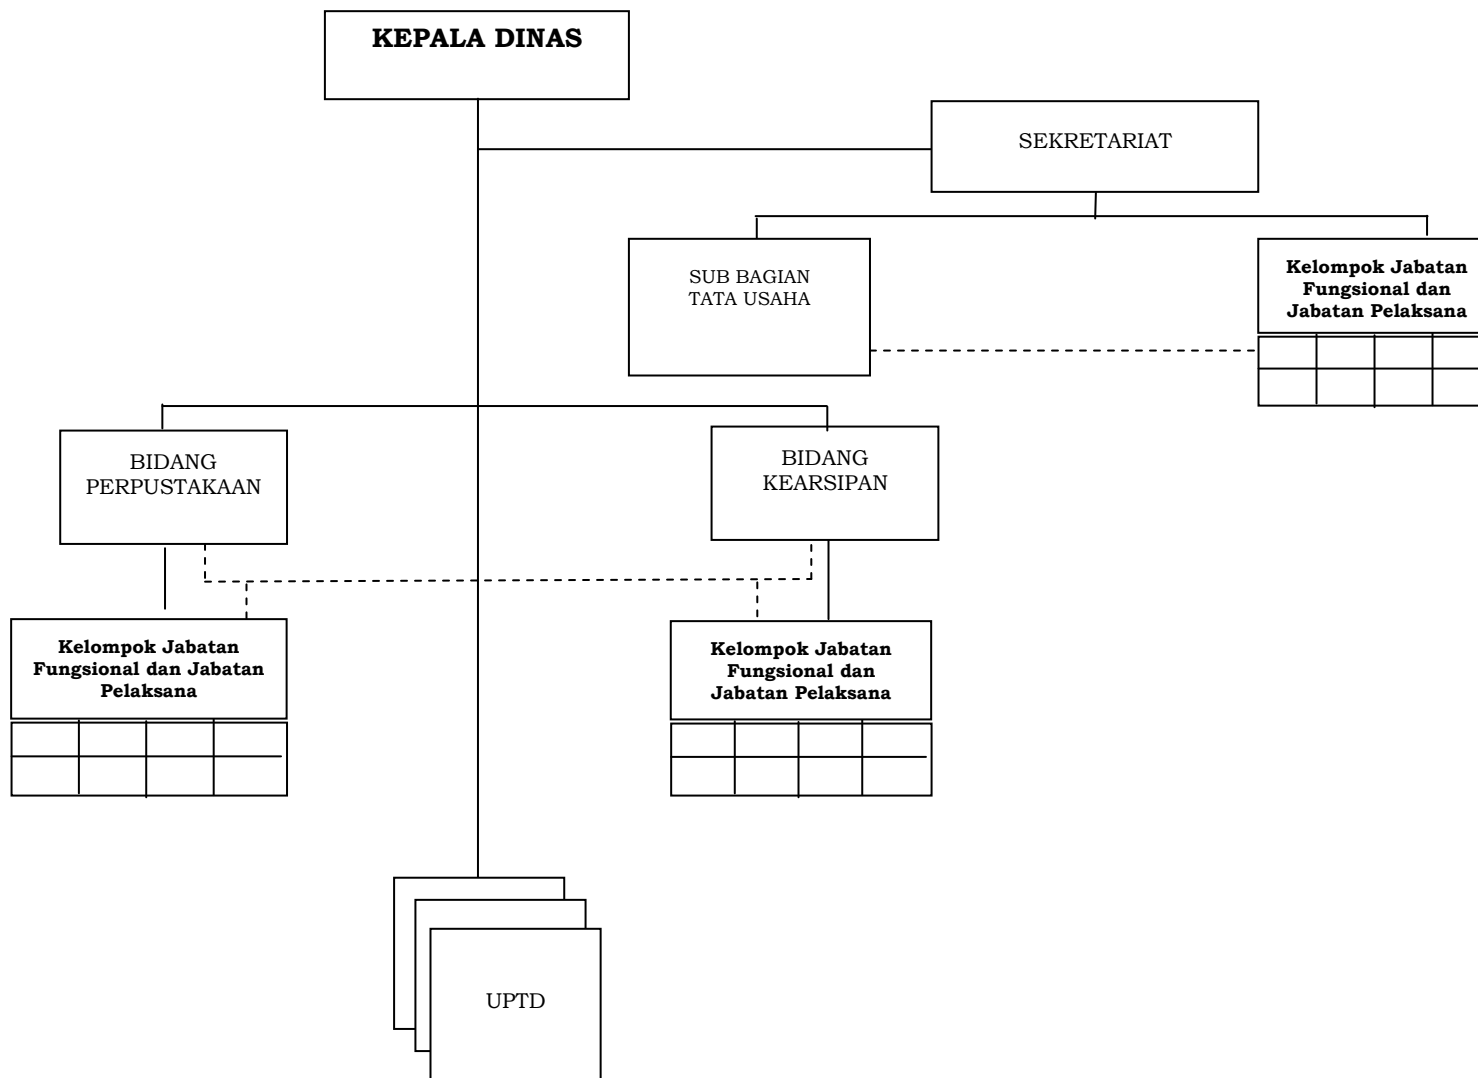 KEPALA DINAS
SEKRETARIAT
SUB BAGIAN
TATA USAHA
Kelompok Jabatan
Fungsional dan
Jabatan Pelaksana
BIDANG
PERPUSTAKAAN
BIDANG
KEARSIPAN
Kelompok Jabatan
Fungsional dan Jabatan
Pelaksana
Kelompok Jabatan
Fungsional dan
Jabatan Pelaksana
UPTD